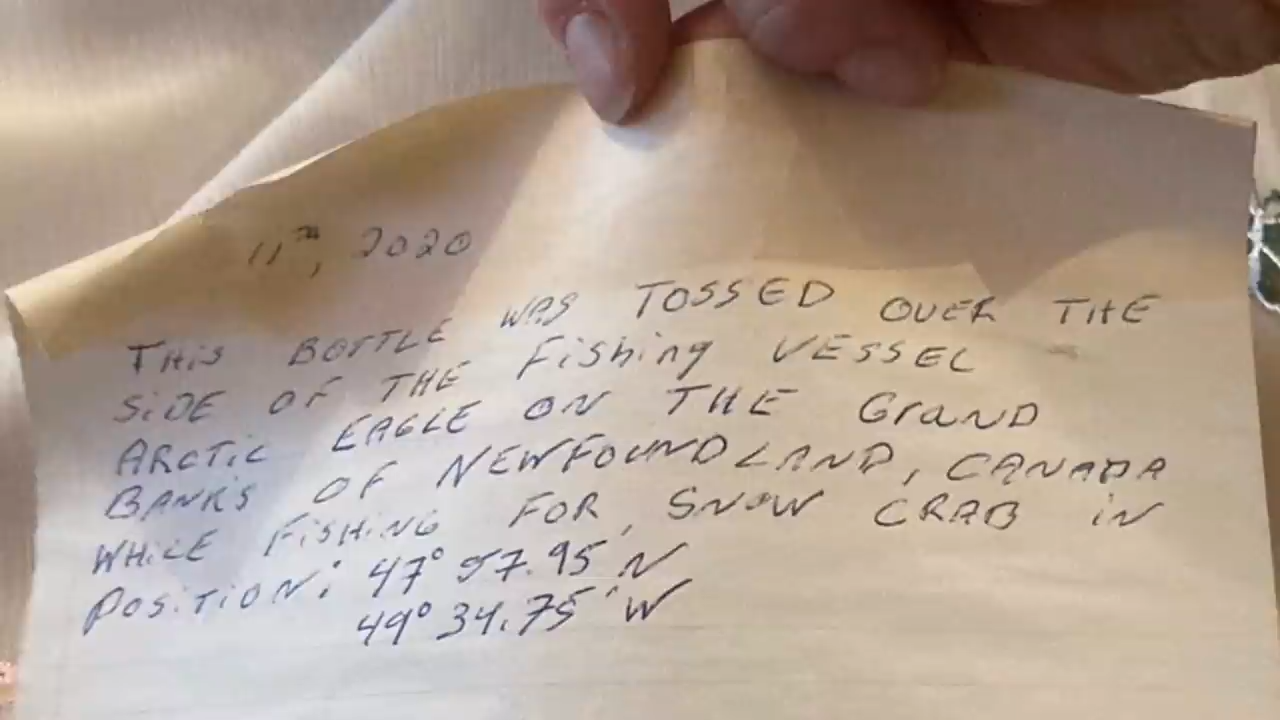 11TH, 2020
THiS BOTTLE WAS TOSSED OVER THE
SiDE OF THE Fishing VESSEL
ARCTiC EAGLE ON THE GraND
BANKS OF NEWFOUNDLAND, CANADA
WHiLE FiSHiNG FOR SNOW CRAB iN
POSiTiON: 47° 57.95'N
49° 34.75'W